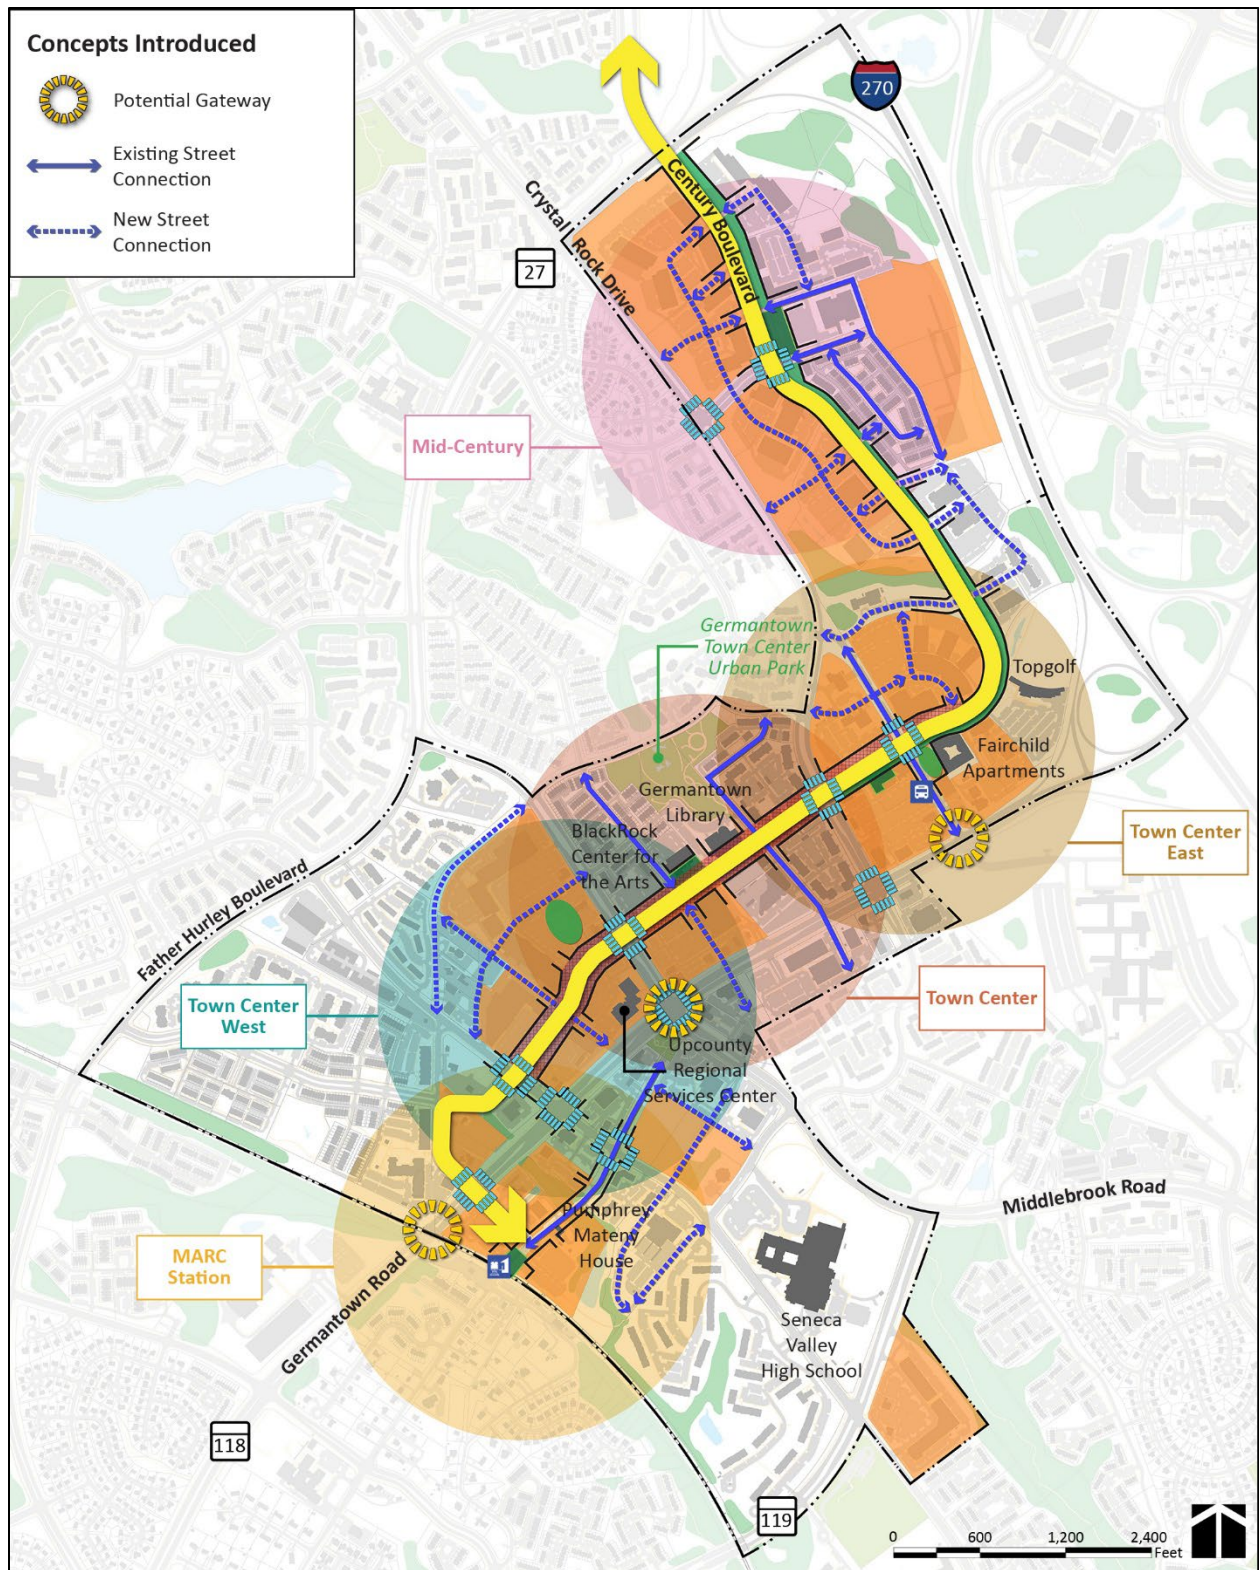 Concepts Introduced
Potential Gateway
Existing Street
Connection
New Street
Connection
270
Century Boulevard
Crystal Rock Drive
27
Mid-Century
Germantown
Town Center
Urban Park
Topgolf
Fairchild
Apartments
Germantown
Library
BlackRock
Center for
the Arts
Town Center
East
Father Hurley Boulevard
Town Center
West
Town Center
Upcounty
Regional
Services Center
Middlebrook Road
Pumphrey
Mateny
House
MARC
Station
Germantown Road
Seneca
Valley
High School
118
119
0 600 1,200 2,400
Feet